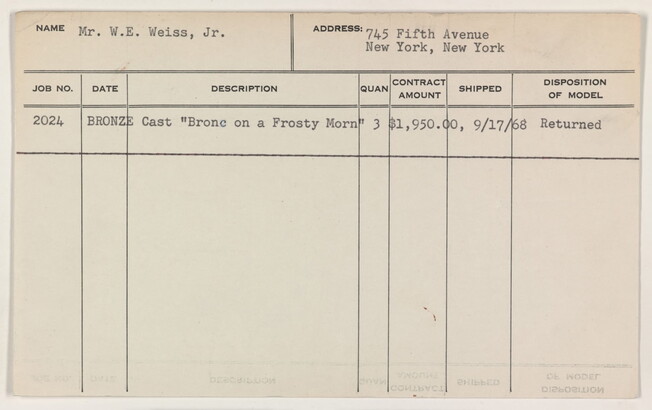 NAME Mr. W.E. Weiss, Jr. ADDRESS: 745 Fifth Avenue
New York, New York
JOB NO. DATE DESCRIPTION QUAN CONTRACT AMOUNT SHIPPED DISPOSITION OF MODEL
2024 BRONZE Cast "Bronc on a Frosty Morn" 3 $1,950.00, 9/17/68 Returned